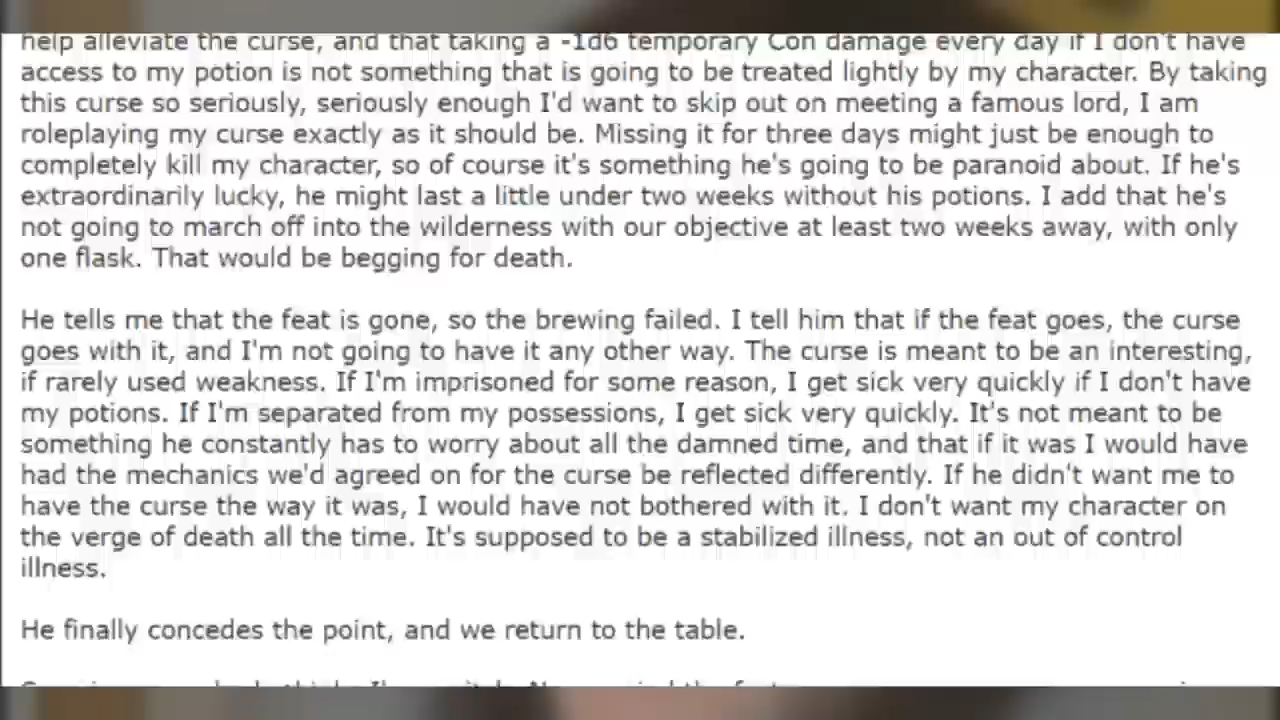 help alleviate the curse, and that taking a -1d6 temporary Con damage every day if I don't have
access to my potion is not something that is going to be treated lightly by my character. By taking
this curse so seriously, seriously enough I'd want to skip out on meeting a famous lord, I am
roleplaying my curse exactly as it should be. Missing it for three days might just be enough to
completely kill my character, so of course it's something he's going to be paranoid about. If he's
extraordinarily lucky, he might last a little under two weeks without his potions. I add that he's
not going to march off into the wilderness with our objective at least two weeks away, with only
one flask. That would be begging for death.
He tells me that the feat is gone, so the brewing failed. I tell him that if the feat goes, the curse
goes with it, and I'm not going to have it any other way. The curse is meant to be an interesting,
if rarely used weakness. If I'm imprisoned for some reason, I get sick very quickly if I don't have
my potions. If I'm separated from my possessions, I get sick very quickly. It's not meant to be
something he constantly has to worry about all the damned time, and that if it was I would have
had the mechanics we'd agreed on for the curse be reflected differently. If he didn't want me to
have the curse the way it was, I would have not bothered with it. I don't want my character on
the verge of death all the time. It's supposed to be a stabilized illness, not an out of control
illness.
He finally concedes the point, and we return to the table.